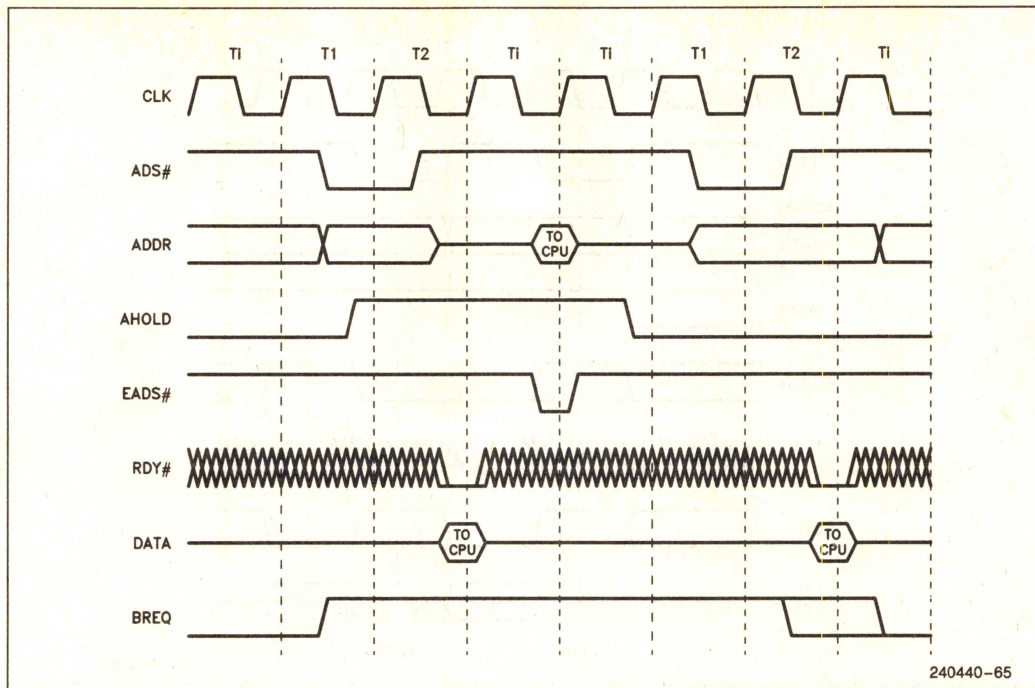 Ti T1 T2 Ti Ti T1 T2 Ti
CLK
ADS#
ADDR TO CPU
AHOLD
EADS#
RDY#
DATA TO CPU TO CPU
BREQ
240440-65